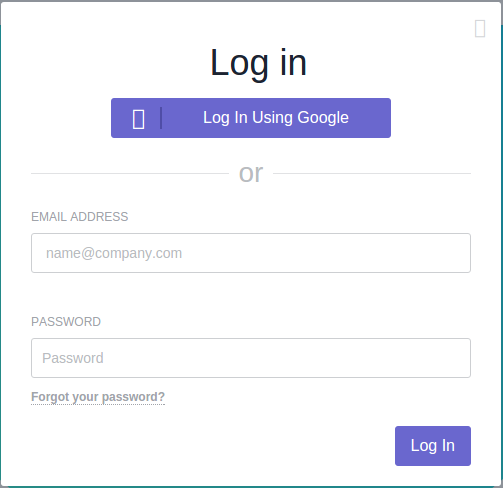 Log in
Log In Using Google
or
EMAIL ADDRESS
name@company.com
PASSWORD
Password
Forgot your password?
Log In